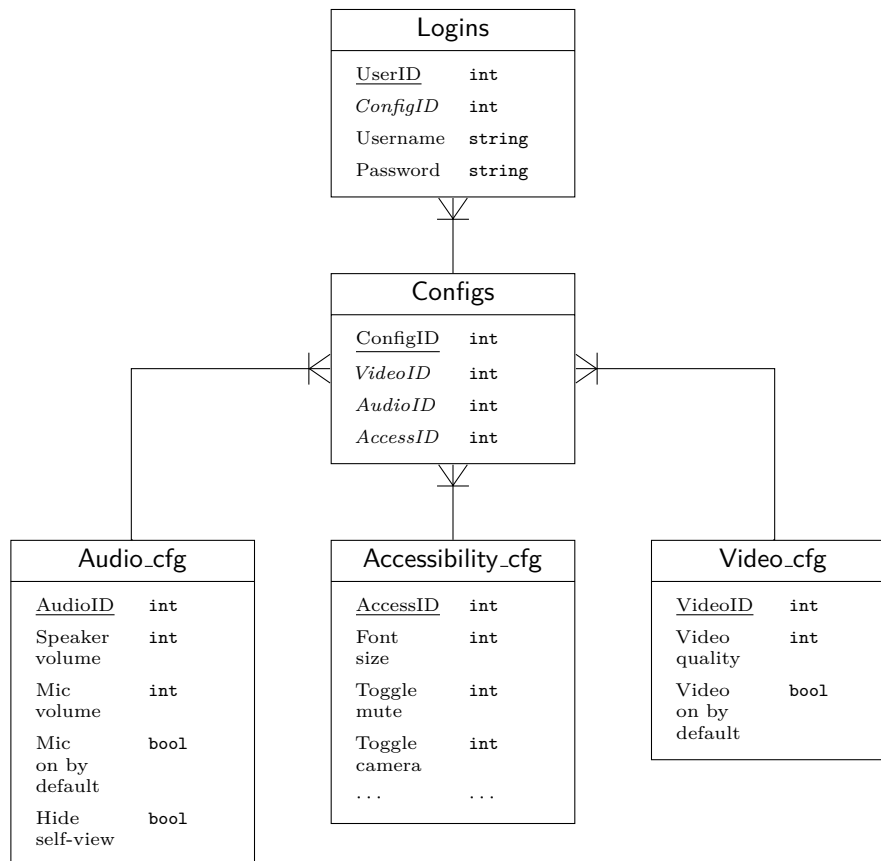 Logins
UserID int
ConfigID int
Username string
Password string
Configs
ConfigID int
VideoID int
AudioID int
AccessID int
Audio_cfg
AudioID int
Speaker int
volume
Mic int
volume
Mic bool
on by
default
Hide bool
self-view
Accessibility_cfg
AccessID int
Font int
size
Toggle int
mute
Toggle int
camera
... ...
Video_cfg
VideoID int
Video int
quality
Video bool
on by
default